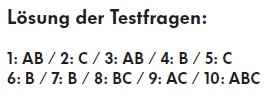 Lösung der Testfragen:
1: AB / 2: C / 3: AB / 4: B / 5: C
6: B / 7: B / 8: BC / 9: AC / 10: ABC